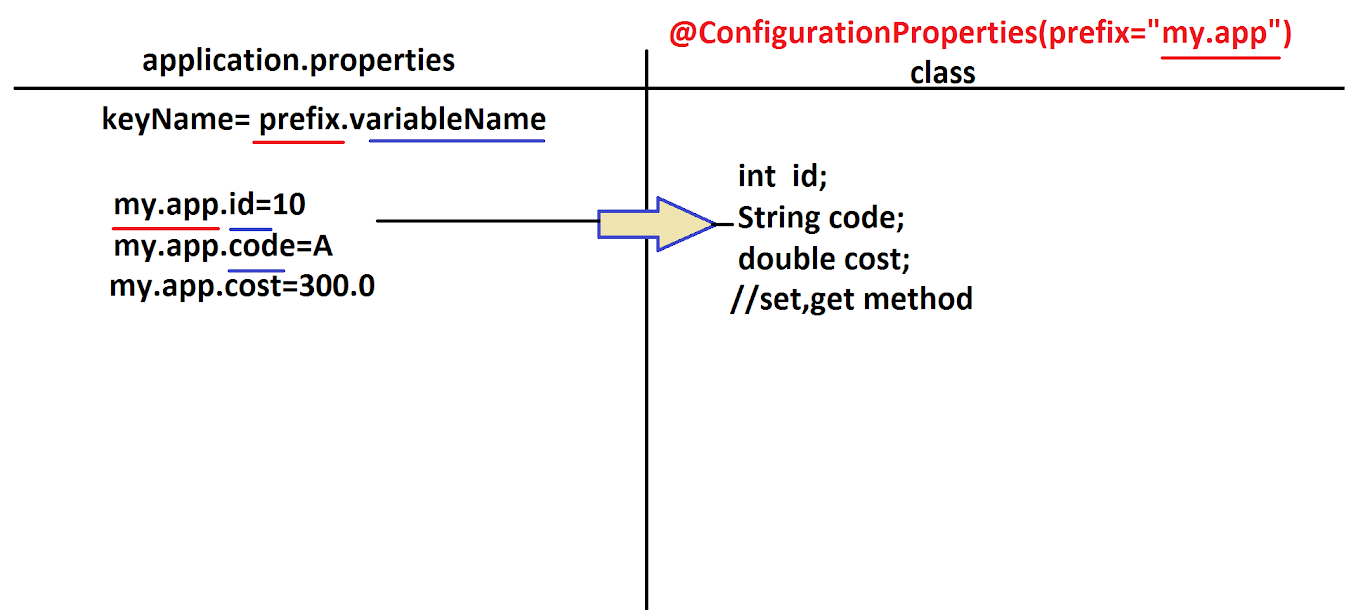 application.properties
keyName= prefix.variableName
my.app.id=10
my.app.code=A
my.app.cost=300.0
@ConfigurationProperties(prefix="my.app")
class
int id;
String code;
double cost;
//set,get method